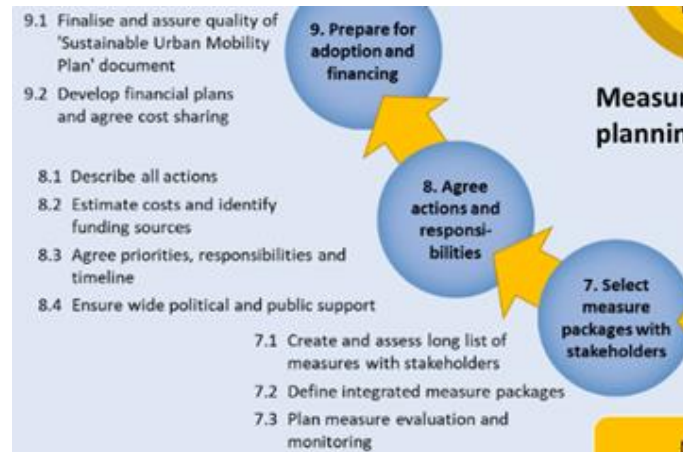 9.1 Finalise and assure quality of
'Sustainable Urban Mobility
Plan' document
9.2 Develop financial plans
and agree cost sharing
9. Prepare for
adoption and
financing
8.1 Describe all actions
8.2 Estimate costs and identify
funding sources
8.3 Agree priorities, responsibilities and
timeline
8.4 Ensure wide political and public support
8. Agree
actions and
responsi-
bilities
7.1 Create and assess long list of
measures with stakeholders
7.2 Define integrated measure packages
7.3 Plan measure evaluation and
monitoring
7. Select
measure
packages with
stakeholders